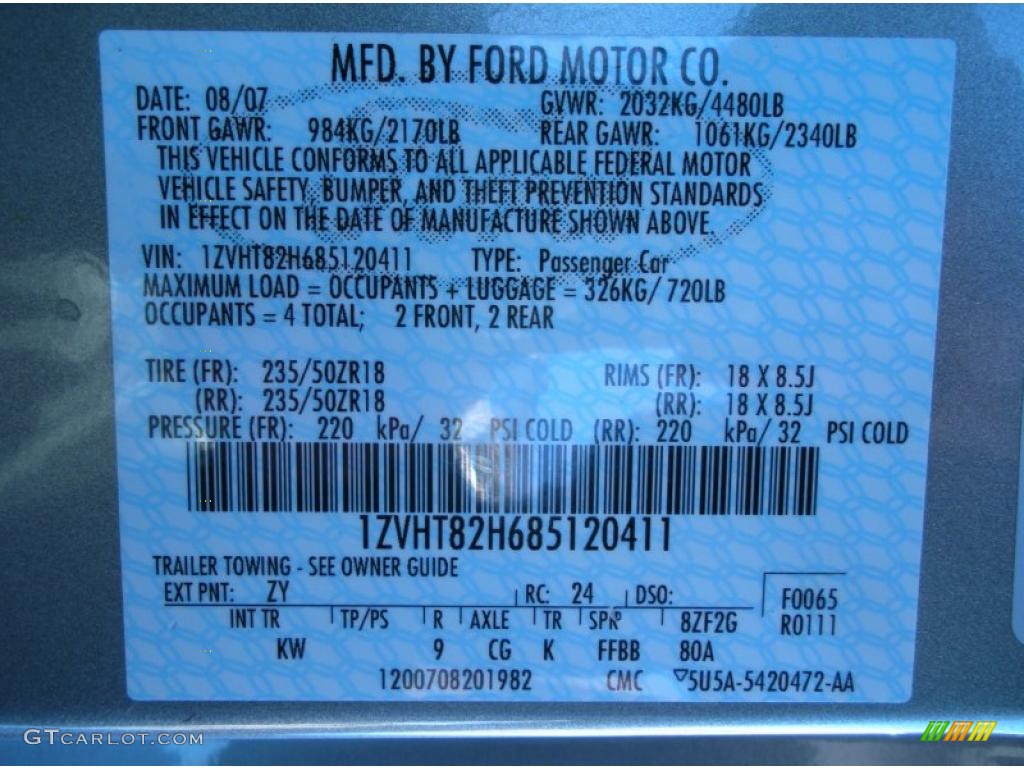 MFD. BY FORD MOTOR CO.
DATE: 08/07 GVWR: 2032KG/4480LB
FRONT GAWR: 984KG/2170LB REAR GAWR: 1061KG/2340LB
THIS VEHICLE CONFORMS TO ALL APPLICABLE FEDERAL MOTOR
VEHICLE SAFETY, BUMPER, AND THEFT PREVENTION STANDARDS
IN EFFECT ON THE DATE OF MANUFACTURE SHOWN ABOVE.
VIN: 1ZVHT82H685120411 TYPE: Passenger Car
MAXIMUM LOAD = OCCUPANTS + LUGGAGE = 326KG/ 720LB
OCCUPANTS = 4 TOTAL; 2 FRONT, 2 REAR
TIRE (FR): 235/50ZR18 RIMS (FR): 18 X 8.5J
(RR): 235/50ZR18 (RR): 18 X 8.5J
PRESSURE (FR): 220 kPa/ 32 PSI COLD (RR): 220 kPa/ 32 PSI COLD
1ZVHT82H685120411
TRAILER TOWING - SEE OWNER GUIDE
EXT PNT: ZY RC: 24 DSO: F0065
INT TR TP/PS R AXLE TR SPR 8ZF2G R0111
KW 9 CG K FFBB 80A
1200708201982 CMC 5U5A-5420472-AA
GTCARLOT.COM